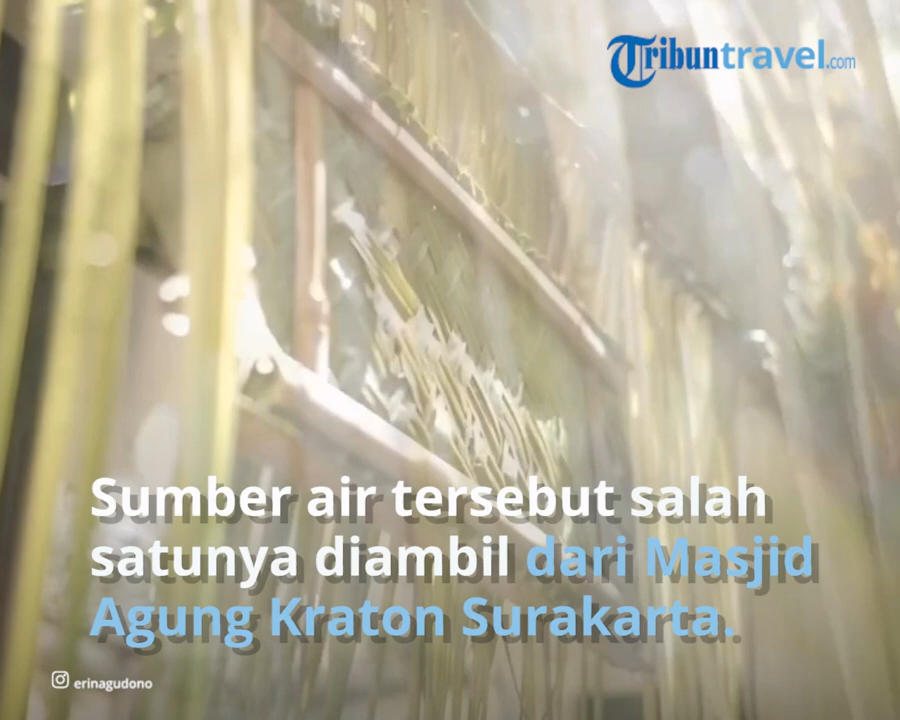 Tribuntravel.com
Sumber air tersebut salah
satunya diambil dari Masjid
Agung Kraton Surakarta.
erinagudono